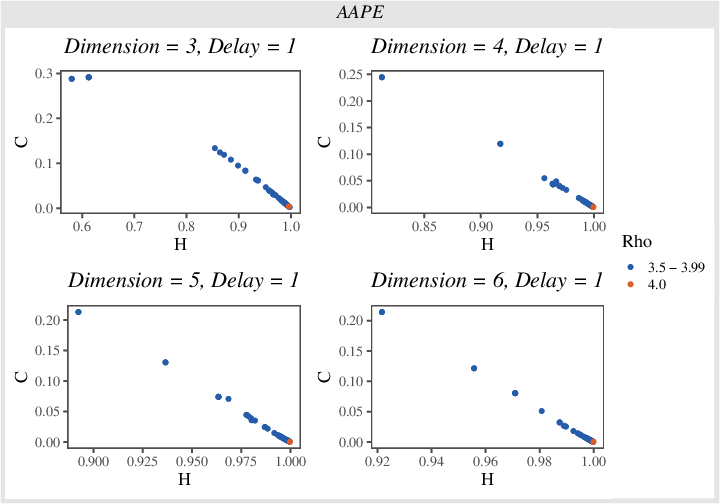 AAPE
Dimension = 3, Delay = 1
0.3
0.2
0.1
0.0
C
0.6 0.7 0.8 0.9 1.0
H
Dimension = 4, Delay = 1
0.25
0.20
0.15
0.10
0.05
0.00
C
0.85 0.90 0.95 1.00
H
Dimension = 5, Delay = 1
0.20
0.15
0.10
0.05
0.00
C
0.900 0.925 0.950 0.975 1.000
H
Dimension = 6, Delay = 1
0.20
0.15
0.10
0.05
0.00
C
0.92 0.94 0.96 0.98 1.00
H
Rho
3.5 – 3.99
4.0